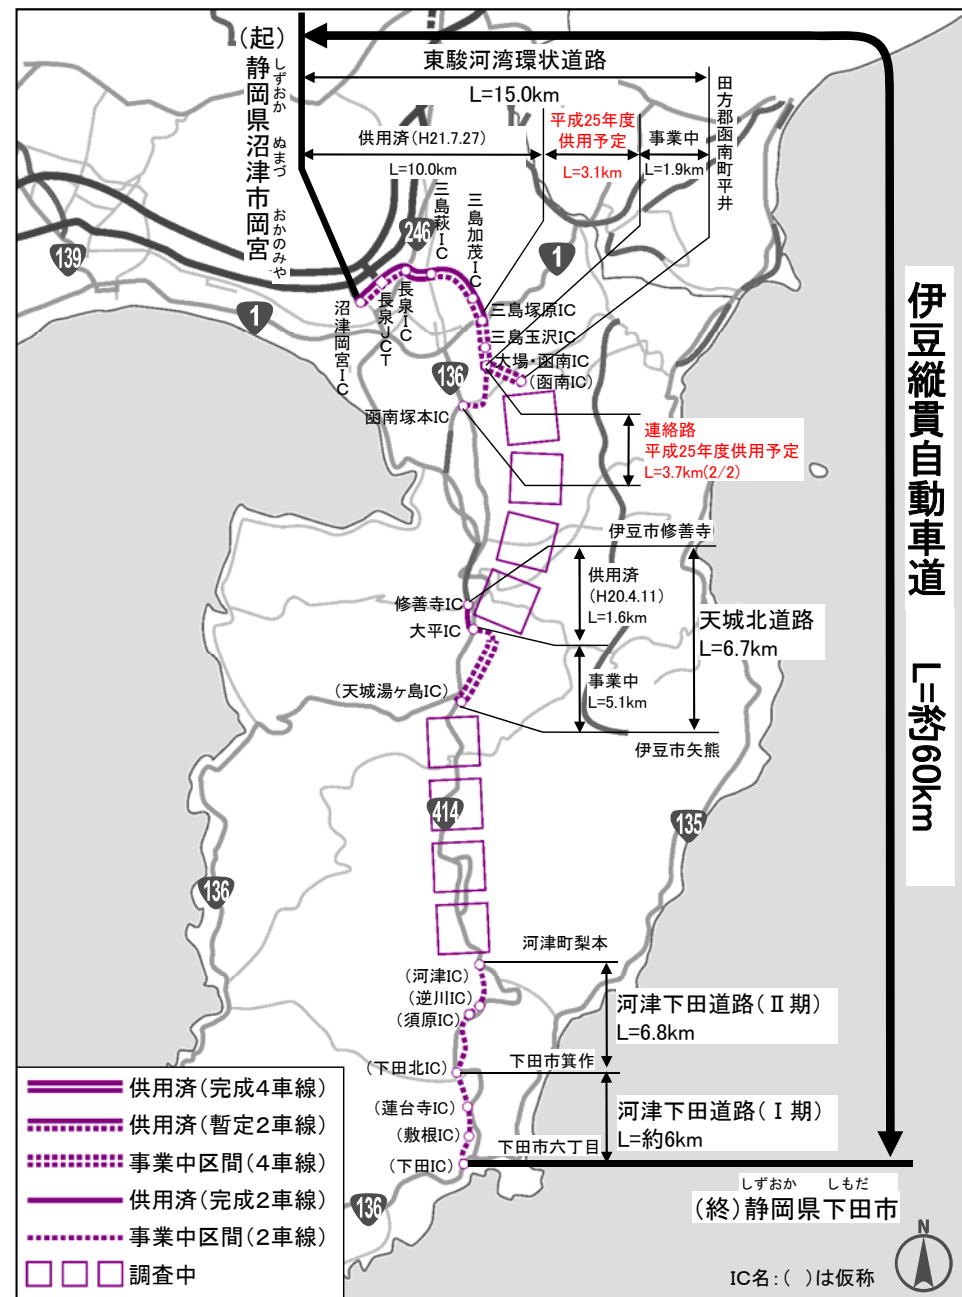 (起)
静岡県沼津市岡宮
しずおか
ぬまづ
おかのみや
東駿河湾環状道路
L=15.0km
供用済(H21.7.27)
L=10.0km
平成25年度
供用予定
L=3.1km
事業中
L=1.9km
田方郡函南町平井
139
1
246
1
三島萩IC
三島加茂IC
沼津岡宮IC
長泉JCT
長泉IC
三島塚原IC
三島玉沢IC
大場・函南IC
(函南IC)
136
函南塚本IC
連絡路
平成25年度供用予定
L=3.7km(2/2)
伊豆縦貫自動車道 L=約60km
伊豆市修善寺
供用済
(H20.4.11)
L=1.6km
修善寺IC
大平IC
天城北道路
L=6.7km
事業中
L=5.1km
(天城湯ヶ島IC)
伊豆市矢熊
414
135
136
河津町梨本
(河津IC)
(逆川IC)
(須原IC)
河津下田道路(Ⅱ期)
L=6.8km
下田市箕作
(下田北IC)
(蓮台寺IC)
(敷根IC)
河津下田道路(Ⅰ期)
L=約6km
下田市六丁目
(下田IC)
しずおか しもだ
(終)静岡県下田市
136
供用済(完成4車線)
供用済(暫定2車線)
事業中区間(4車線)
供用済(完成2車線)
事業中区間(2車線)
調査中
N
IC名:( )は仮称